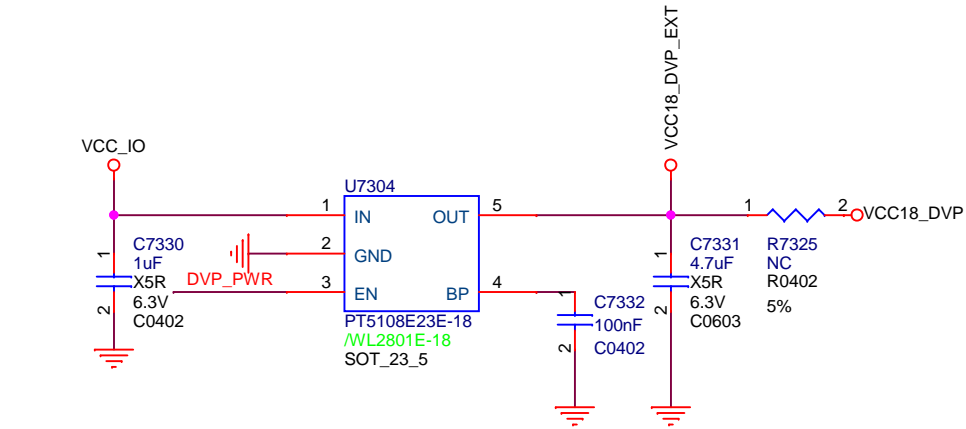 VCC18_DVP_EXT
VCC_IO
U7304
1
IN
OUT
5
1
2
VCC18_DVP
2
GND
1
C7330
1uF
X5R
6.3V
C0402
2
DVP_PWR
3
EN
BP
4
PT5108E23E-18
/WL2801E-18
SOT_23_5
1
C7332
100nF
C0402
2
1
C7331
4.7uF
X5R
6.3V
C0603
2
R7325
NC
R0402
5%